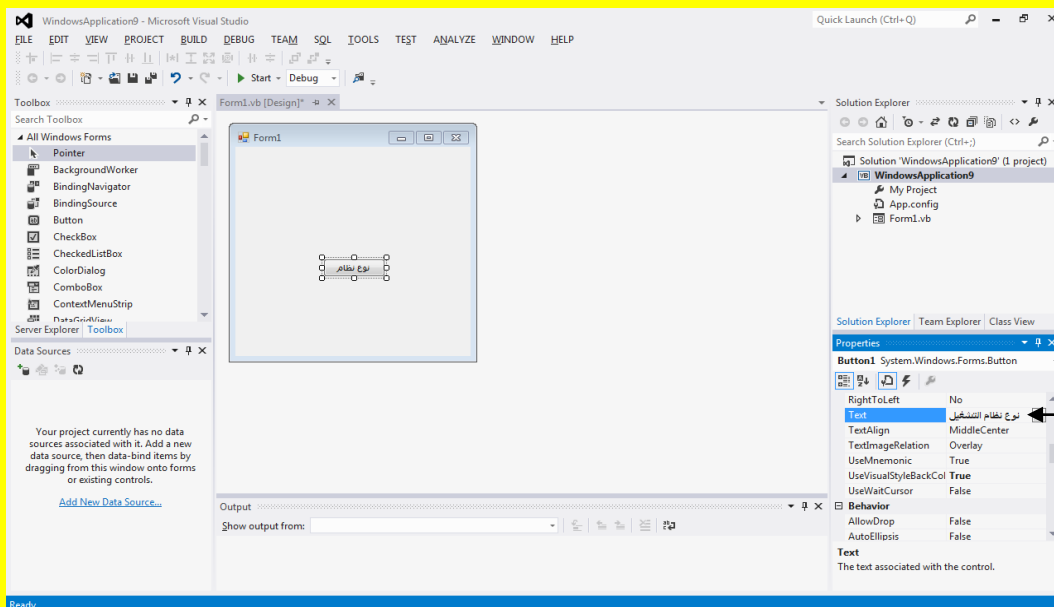 WindowsApplication9 - Microsoft Visual Studio
Quick Launch (Ctrl+Q)
FILE EDIT VIEW PROJECT BUILD DEBUG TEAM SQL TOOLS TEST ANALYZE WINDOW HELP
Start Debug
Toolbox
Search Toolbox
All Windows Forms
Pointer
BackgroundWorker
BindingNavigator
BindingSource
Button
CheckBox
CheckedListBox
ColorDialog
ComboBox
ContextMenuStrip
DataGridView
Server Explorer Toolbox
Data Sources
Your project currently has no data
sources associated with it. Add a new
data source, then data-bind items by
dragging from this window onto forms
or existing controls.
Add New Data Source...
Form1.vb [Design]*
Form1
نوع نظام
Output
Show output from:
Solution Explorer
Search Solution Explorer (Ctrl+;)
Solution 'WindowsApplication9' (1 project)
WindowsApplication9
My Project
App.config
Form1.vb
Solution Explorer Team Explorer Class View
Properties
Button1 System.Windows.Forms.Button
RightToLeft No
Text نوع نظام التشغيل
TextAlign MiddleCenter
TextImageRelation Overlay
UseMnemonic True
UseVisualStyleBackCol True
UseWaitCursor False
Behavior
AllowDrop False
AutoEllipsis False
Text
The text associated with the control.
Ready